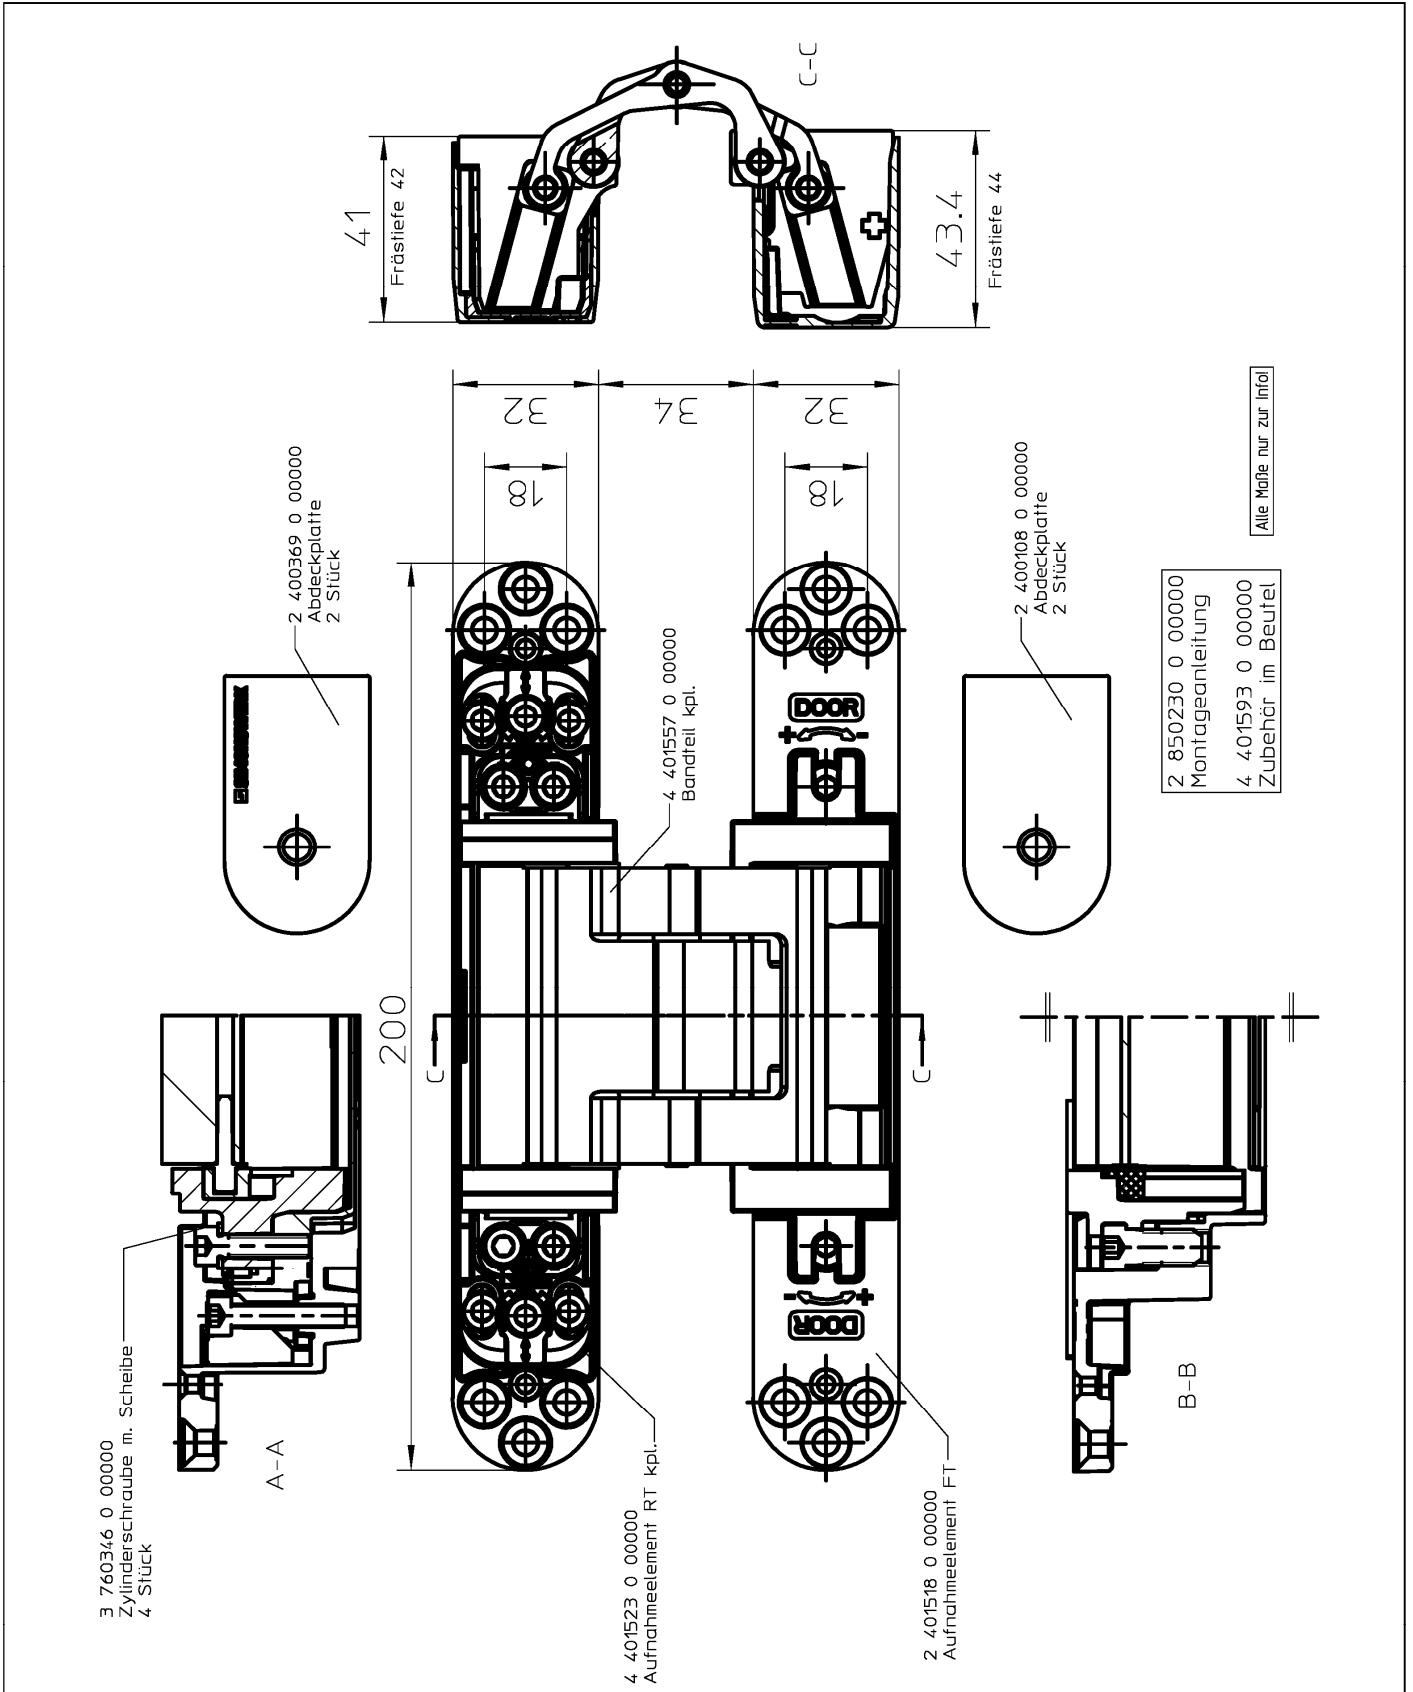 3 760346 0 00000
Zylinderschraube m. Scheibe
4 Stück
A-A
200
C
C
2 400369 0 00000
Abdeckplatte
2 Stück
41
Frästiefe 42
C-C
43.4
Frästiefe 44
32
34
32
18
18
4 401557 0 00000
Bandteil kpl.
DOOR
+ -
DOOR
- +
4 401523 0 00000
Aufnahmeelement RT kpl.
2 401518 0 00000
Aufnahmeelement FT
B-B
2 400108 0 00000
Abdeckplatte
2 Stück
2 850230 0 00000
Montageanleitung
4 401593 0 00000
Zubehör im Beutel
Alle Maße nur zur Info!